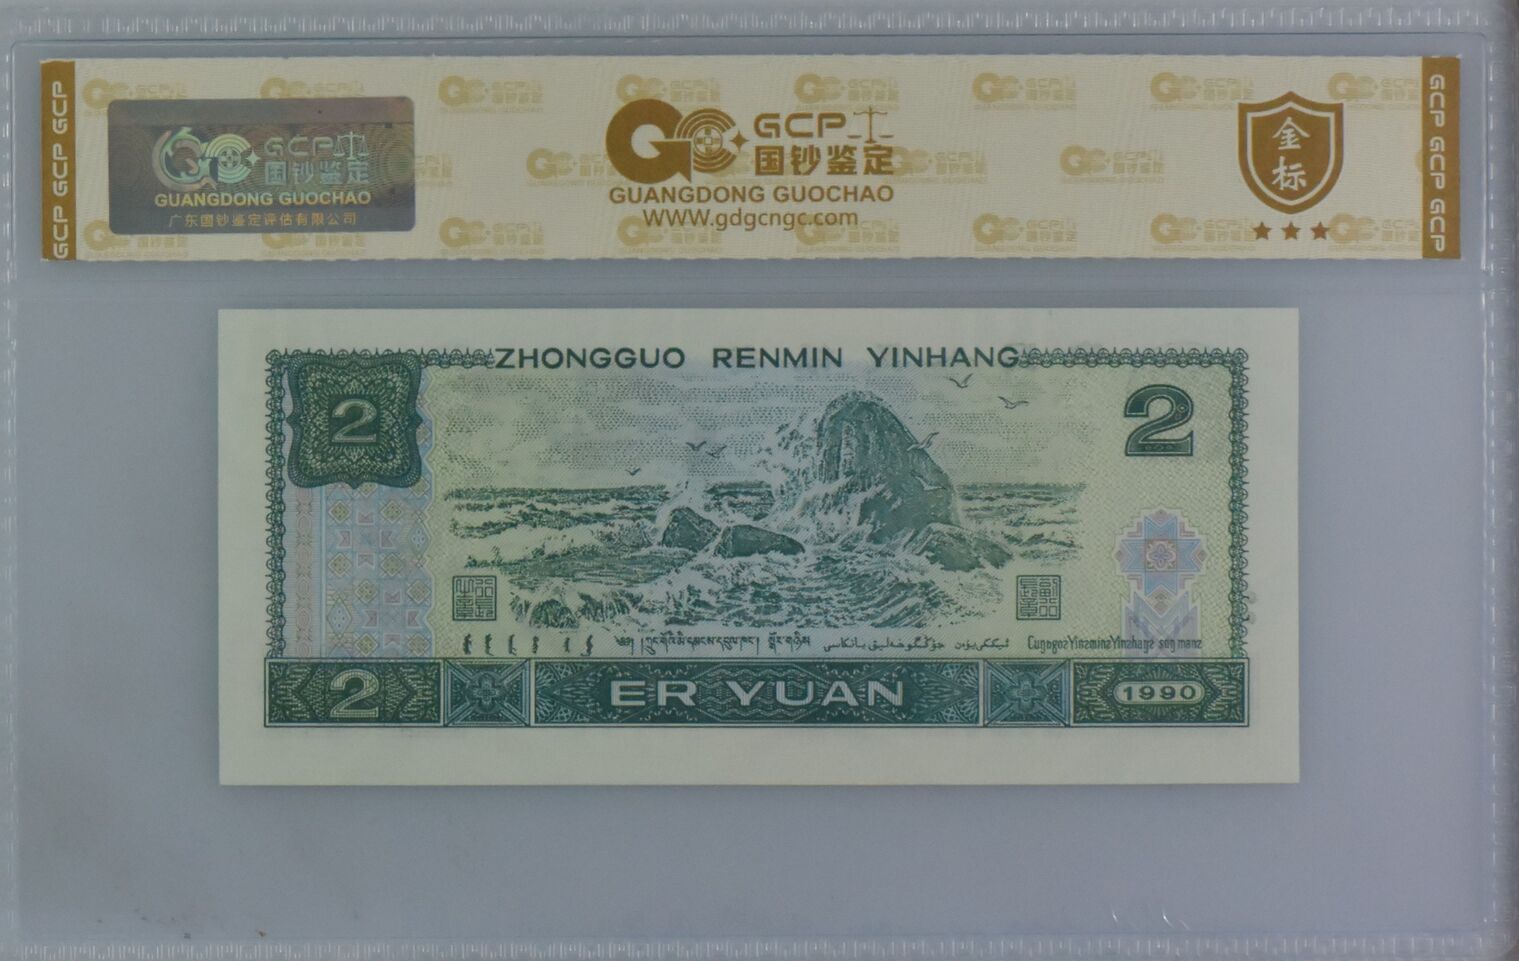 GCP GCP GCP
GCP 国钞鉴定
GUANGDONG GUOCHAO
广东国钞鉴定评估有限公司
GCP
国钞鉴定
GUANGDONG GUOCHAO
WWW.gdgcngc.com
金标
GCP GCP GCP
ZHONGGUO RENMIN YINHANG
2
2
2
ER YUAN
1990